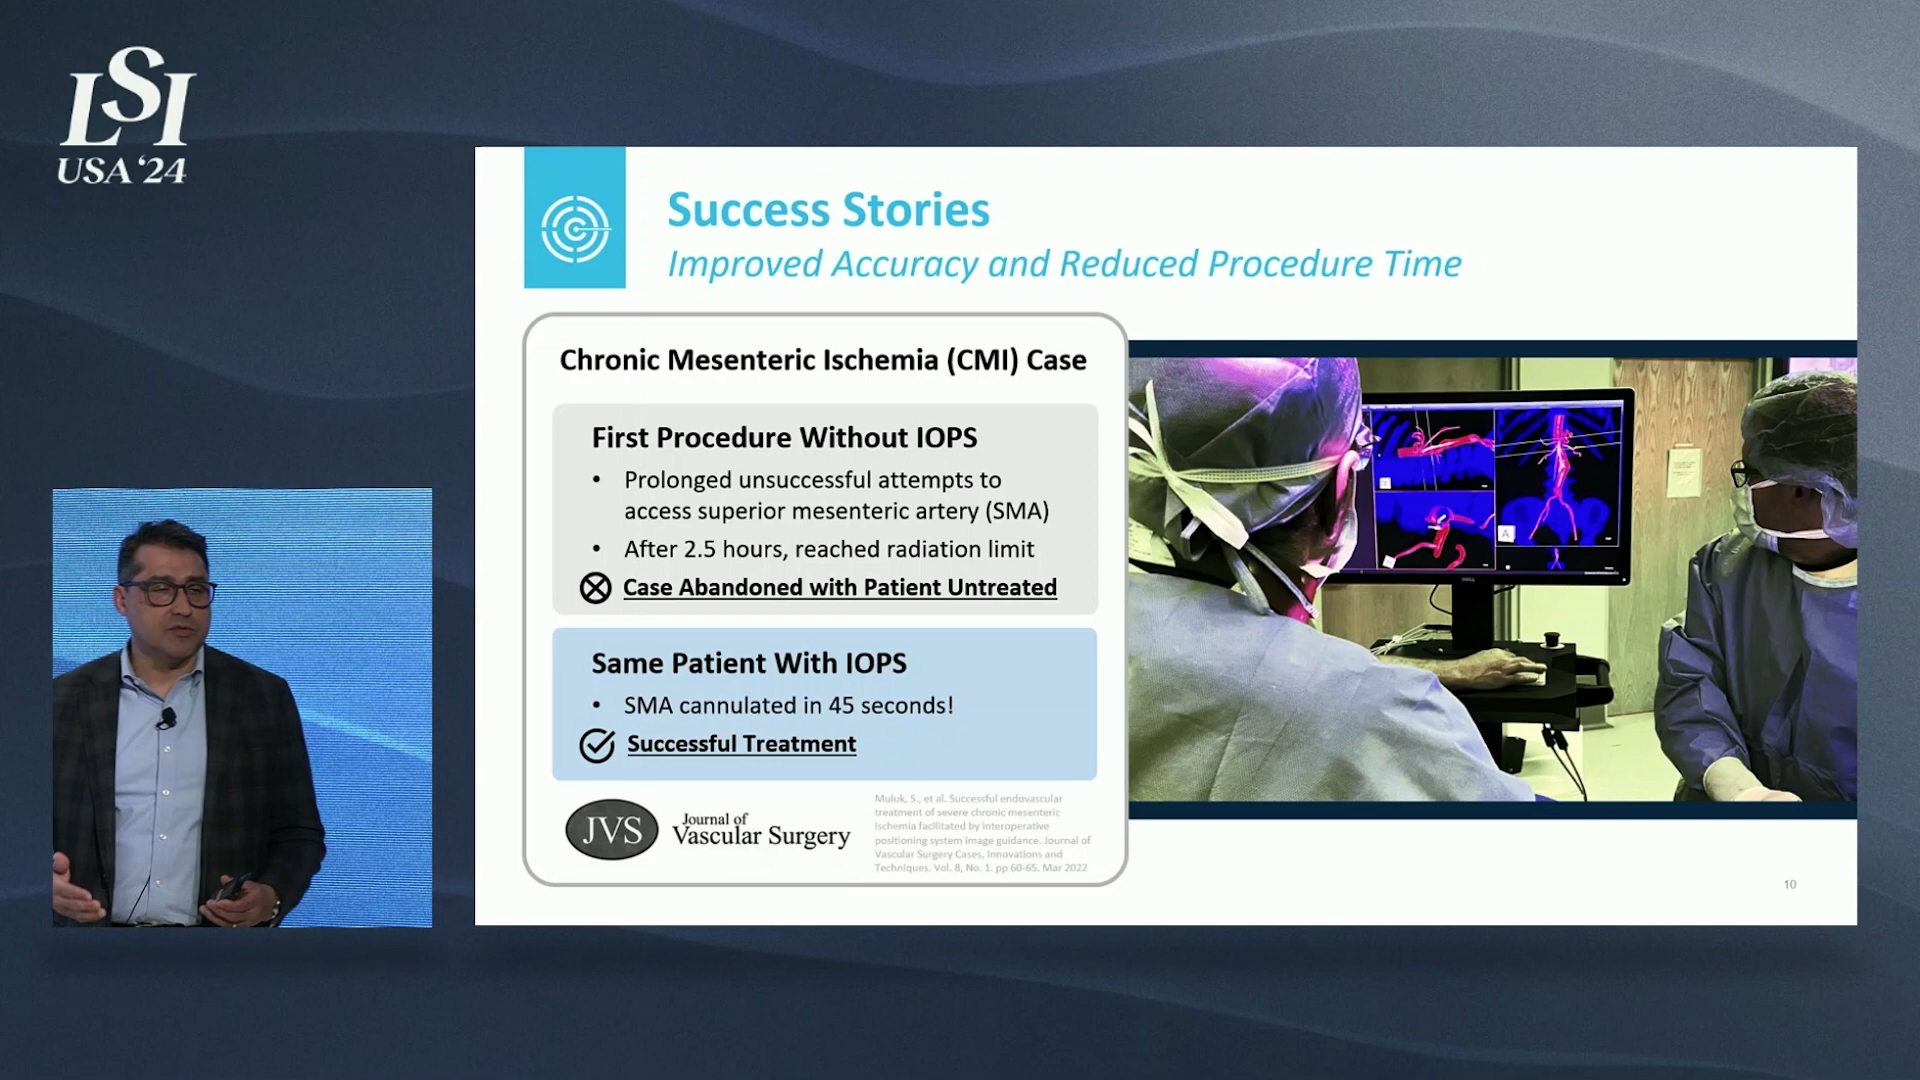 LSI
USA '24
Success Stories
Improved Accuracy and Reduced Procedure Time
Chronic Mesenteric Ischemia (CMI) Case
First Procedure Without IOPS
• Prolonged unsuccessful attempts to
access superior mesenteric artery (SMA)
• After 2.5 hours, reached radiation limit
Case Abandoned with Patient Untreated
Same Patient With IOPS
• SMA cannulated in 45 seconds!
Successful Treatment
JVS
Journal of
Vascular Surgery
Muluk, S., et al. Successful endovascular
treatment of severe chronic mesenteric
ischemia facilitated by interoperative
positioning system image guidance. Journal of
Vascular Surgery Cases, Innovations and
Techniques. Vol. 8, No. 1. pp 60-65. Mar 2022
A
DELL
10